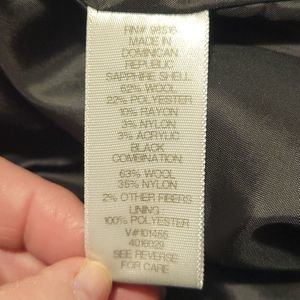 RN# 98516
MADE IN
DOMINICAN
REPUBLIC
SAPPHIRE SHELL
62% WOOL
22% POLYESTER
10% RAYON
3% NYLON
3% ACRYLIC
BLACK
COMBINATION:
63% WOOL
35% NYLON
2% OTHER FIBERS
LINING
100% POLYESTER
V#101455
4016029
SEE REVERSE
FOR CARE